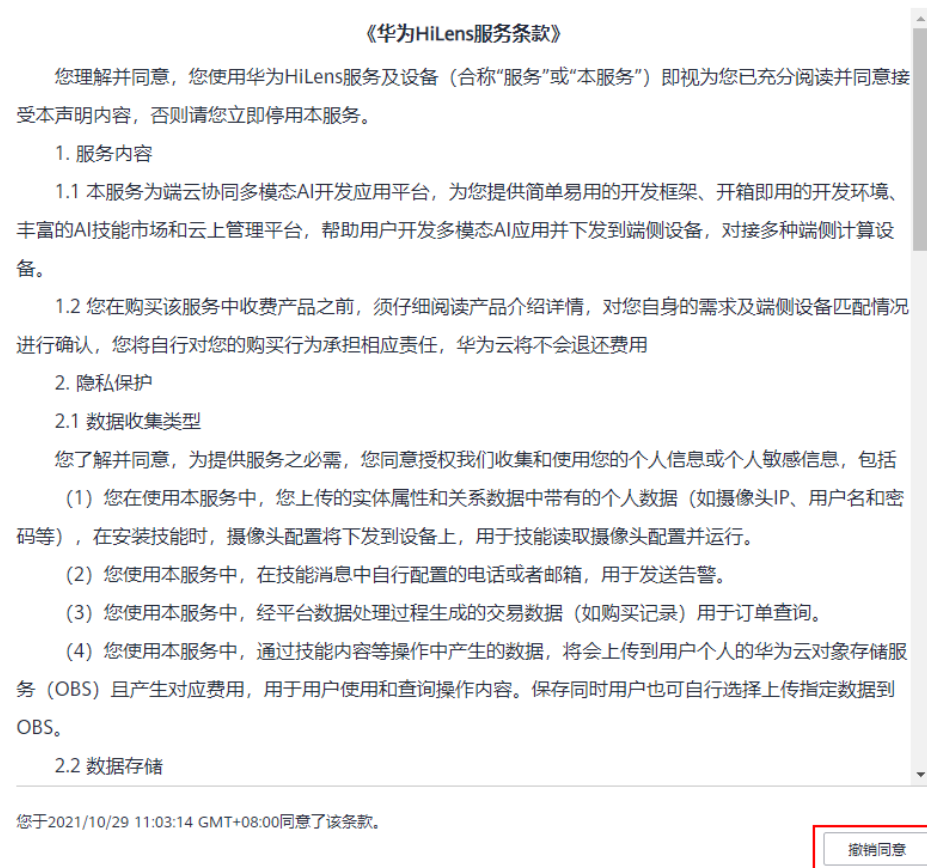 《华为HiLens服务条款》
您理解并同意，您使用华为HiLens服务及设备（合称“服务”或“本服务”）即视为您已充分阅读并同意接
受本声明内容，否则请您立即停用本服务。
1. 服务内容
1.1 本服务为端云协同多模态AI开发应用平台，为您提供简单易用的开发框架、开箱即用的开发环境、
丰富的AI技能市场和云上管理平台，帮助用户开发多模态AI应用并下发到端侧设备，对接多种端侧计算设
备。
1.2 您在购买该服务中收费产品之前，须仔细阅读产品介绍详情，对您自身的需求及端侧设备匹配情况
进行确认，您将自行对您的购买行为承担相应责任，华为云将不会退还费用
2. 隐私保护
2.1 数据收集类型
您了解并同意，为提供服务之必需，您同意授权我们收集和使用您的个人信息或个人敏感信息，包括
（1）您在使用本服务中，您上传的实体属性和关系数据中带有的个人数据（如摄像头IP、用户名和密
码等），在安装技能时，摄像头配置将下发到设备上，用于技能读取摄像头配置并运行。
（2）您使用本服务中，在技能消息中自行配置的电话或者邮箱，用于发送告警。
（3）您使用本服务中，经平台数据处理过程生成的交易数据（如购买记录）用于订单查询。
（4）您使用本服务中，通过技能内容等操作中产生的数据，将会上传到用户个人的华为云对象存储服
务（OBS）且产生对应费用，用于用户使用和查询操作内容。保存同时用户也可自行选择上传指定数据到
OBS。
2.2 数据存储
您于2021/10/29 11:03:14 GMT+08:00同意了该条款。
撤销同意